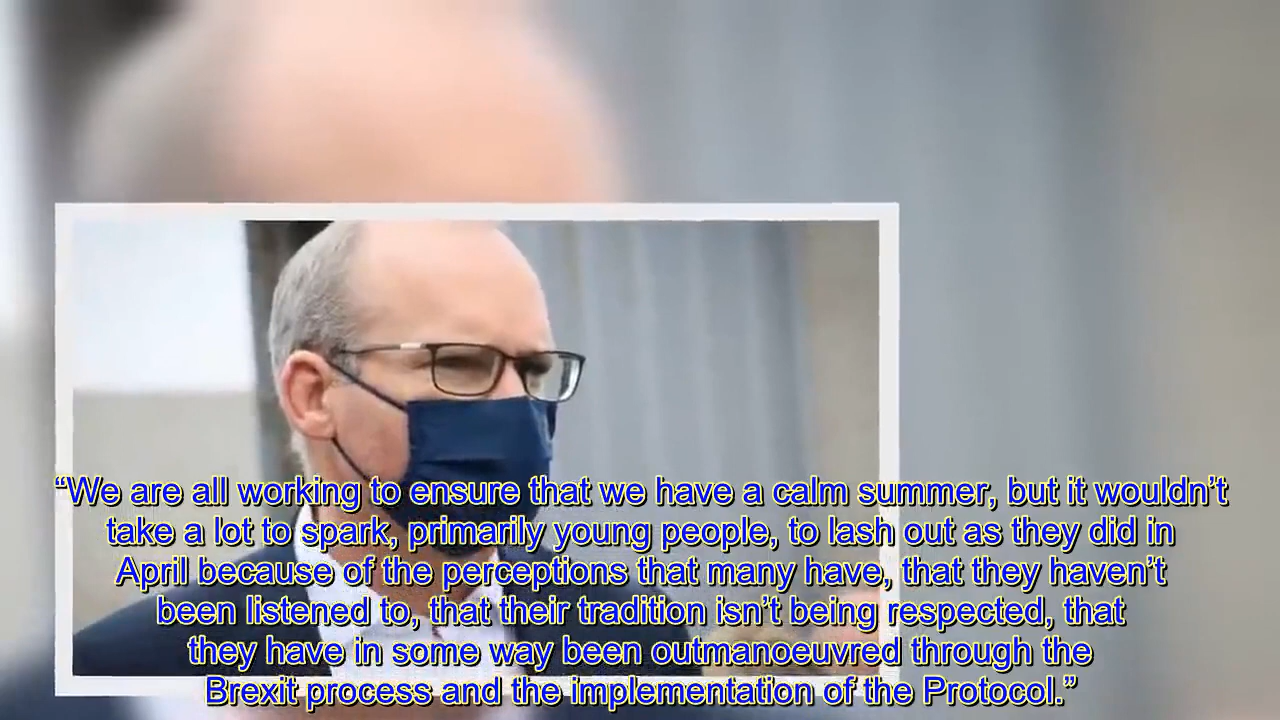 “We are all working to ensure that we have a calm summer, but it wouldn’t
take a lot to spark, primarily young people, to lash out as they did in
April because of the perceptions that many have, that they haven’t
been listened to, that their tradition isn’t being respected, that
they have in some way been outmanoeuvred through the
Brexit process and the implementation of the Protocol.”